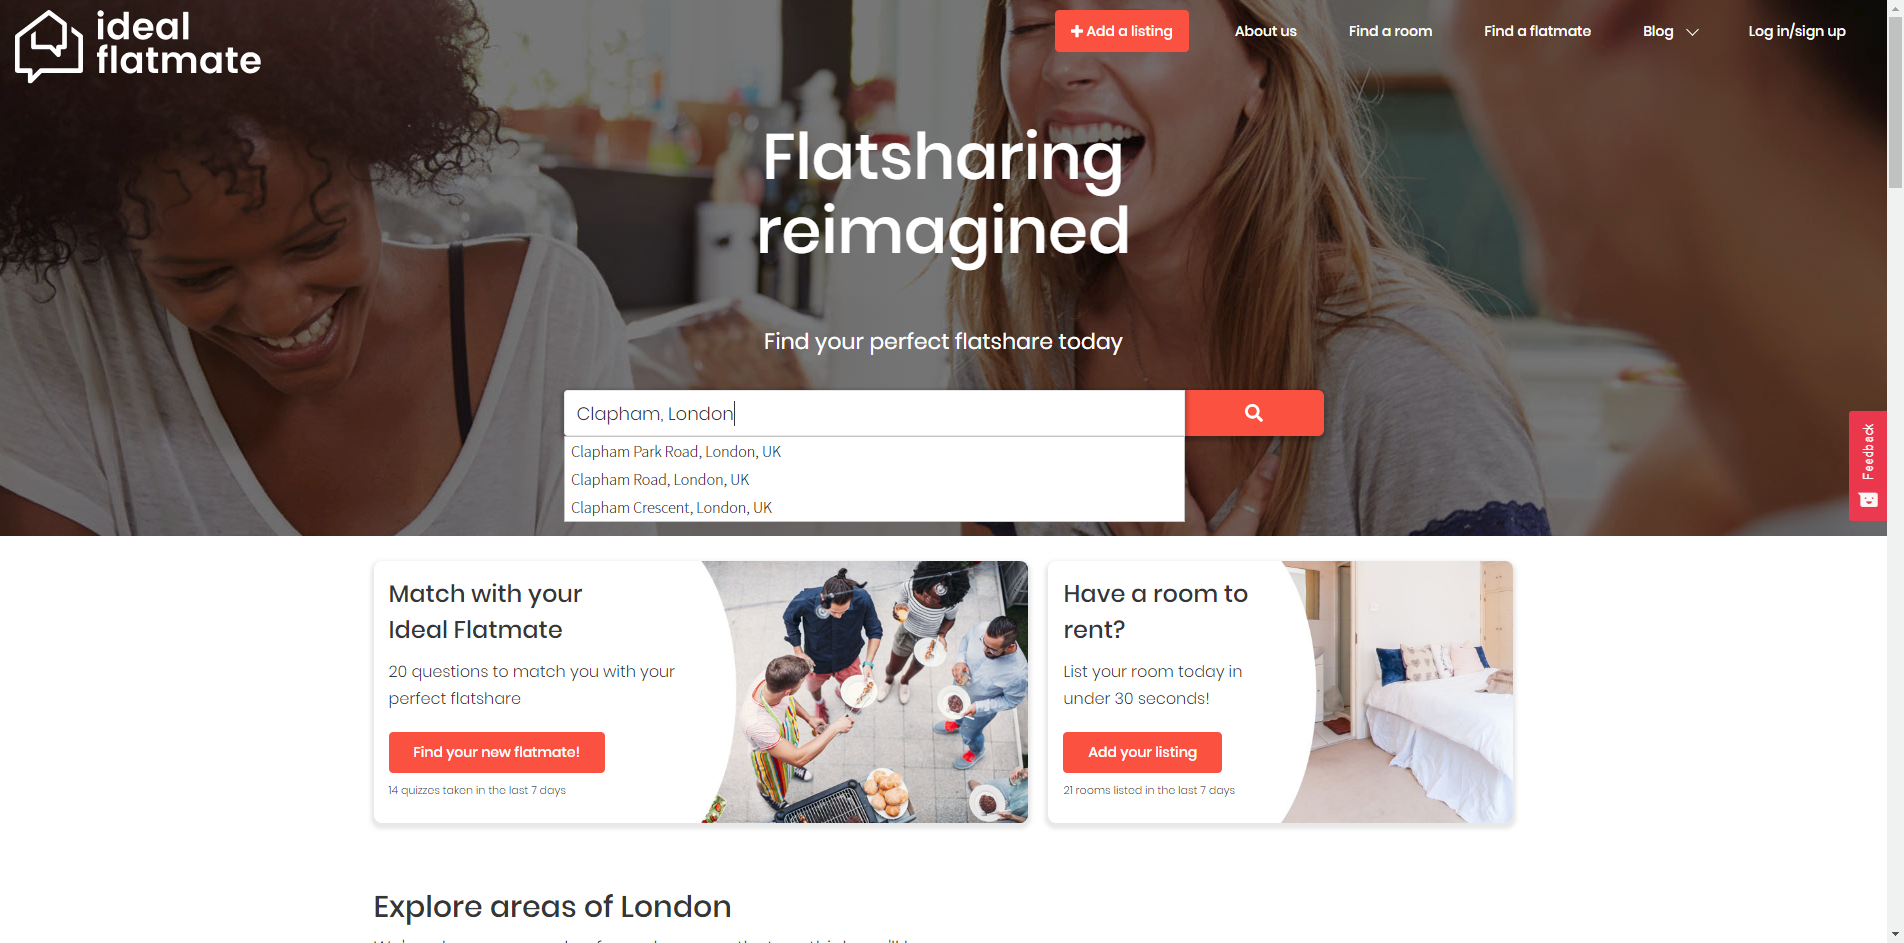 ideal
flatmate
Add a listing
About us
Find a room
Find a flatmate
Blog
Log in/sign up
Flatsharing
reimagined
Find your perfect flatshare today
Clapham, London
Clapham Park Road, London, UK
Clapham Road, London, UK
Clapham Crescent, London, UK
Feedback
Match with your
Ideal Flatmate
20 questions to match you with your
perfect flatshare
Find your new flatmate!
14 quizzes taken in the last 7 days
Have a room to
rent?
List your room today in
under 30 seconds!
Add your listing
21 rooms listed in the last 7 days
Explore areas of London